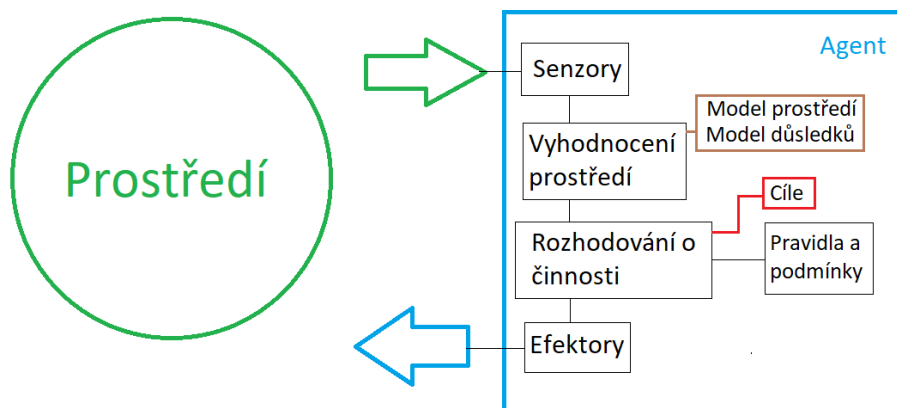 Prostředí
Agent
Senzory
Vyhodnocení
prostředí
Model prostředí
Model důsledků
Rozhodování o
činnosti
Cíle
Pravidla a
podmínky
Efektory